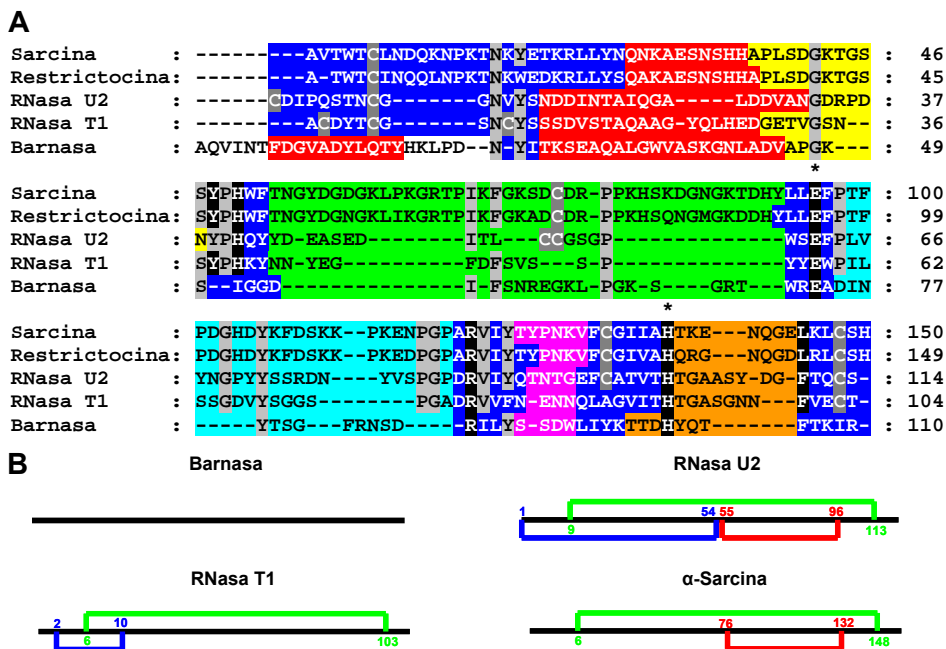 A
Sarcina : ---------AVTWTCLNDQKNPKTNKYETKRLLYNQNKAESNSHHAPLSDGKTGS : 46
Restrictocina: ---------A-TWTCINQQLNPKTNKWEDKRLLYSQAKAESNSHHAPLSDGKTGS : 45
RNasa U2 : ------CDIPQSTNCG-------GNVYSNDDINTAIQGA-----LDDVANGDRPD : 37
RNasa T1 : ---------ACDYTCG-------SNCYSSSDVSTAQAAG-YQLHEDGETVGSN-- : 36
Barnasa : AQVINTFDGVADYLQTYHKLPD--N-YITKSEAQALGWVASKGNLADVAPGK--- : 49
*
Sarcina : SYPHWFTNGYDGDGKLPKGRTPIKFGKSDCDR-PPKHSKDGNGKTDHYLLEFPTF : 100
Restrictocina: SYPHWFTNGYDGNGKLIKGRTPIKFGKADCDR-PPKHSQNGMGKDDHYLLEFPTF : 99
RNasa U2 : NYPHQYYD-EASED--------ITL---CCGSGP--------------WSEFPLV : 66
RNasa T1 : SYPHKYNN-YEG----------FDFSVS---S-P--------------YYEWPIL : 62
Barnasa : S--IGGD---------------I-FSNREGKL-PGK-S----GRT---WREADIN : 77
*
Sarcina : PDGHDYKFDSKK--PKENPGPARVIYTYPNKVFCGIIAHTKE---NQGELKLCSH : 150
Restrictocina: PDGHDYKFDSKK--PKEDPGPARVIYTYPNKVFCGIVAHQRG---NQGDLRLCSH : 149
RNasa U2 : YNGPYYSSRDN----YVSPGPDRVIYQTNTGEFCATVTHTGAASY-DG-FTQCS- : 114
RNasa T1 : SSGDVYSGGS--------PGADRVVFN-ENNQLAGVITHTGASGNN---FVECT- : 104
Barnasa : -----YTSG---FRNSD-----RILYS-SDWLIYKTTDHYQT-------FTKIR- : 110
B
Barnasa
RNasa U2
1 54 55 96
9 113
RNasa T1
α-Sarcina
2 10
6 103
76 132
6 148